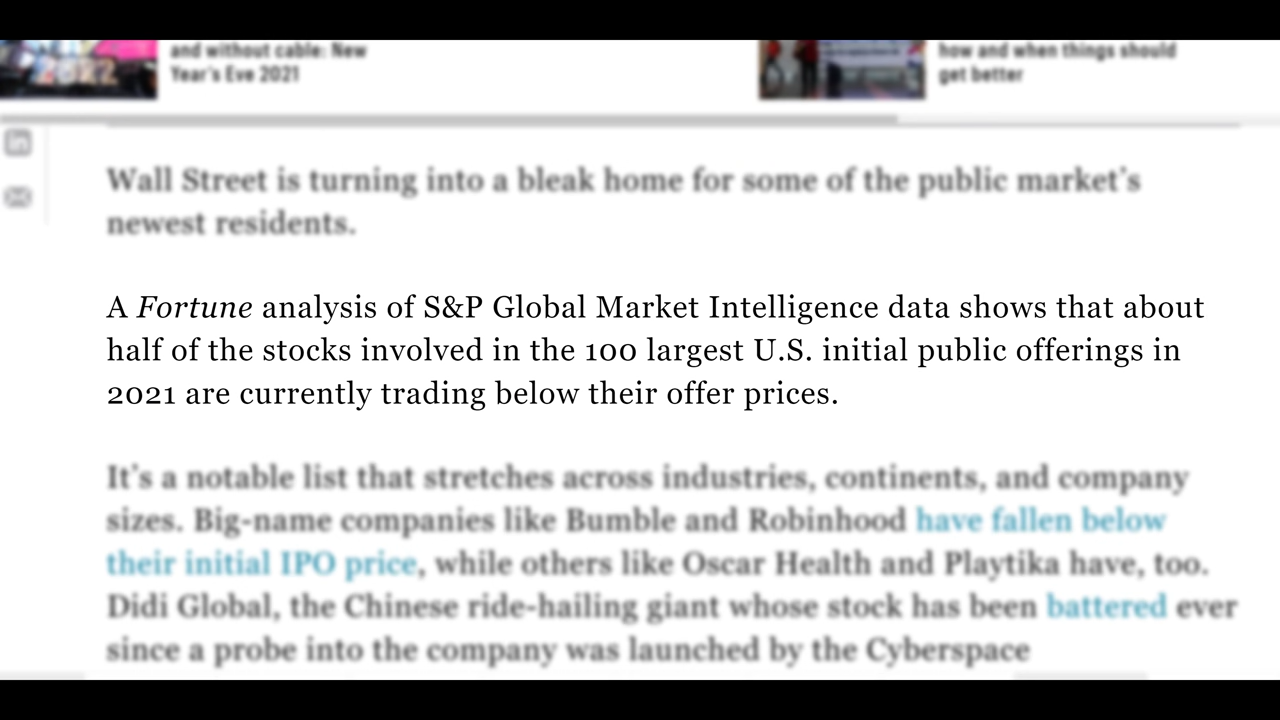 and without cable: New
Year's Eve 2021
how and when things should
get better
2022
in
Wall Street is turning into a bleak home for some of the public market's
newest residents.
A Fortune analysis of S&P Global Market Intelligence data shows that about
half of the stocks involved in the 100 largest U.S. initial public offerings in
2021 are currently trading below their offer prices.
It's a notable list that stretches across industries, continents, and company
sizes. Big-name companies like Bumble and Robinhood have fallen below
their initial IPO price, while others like Oscar Health and Playtika have, too.
Didi Global, the Chinese ride-hailing giant whose stock has been battered ever
since a probe into the company was launched by the Cyberspace